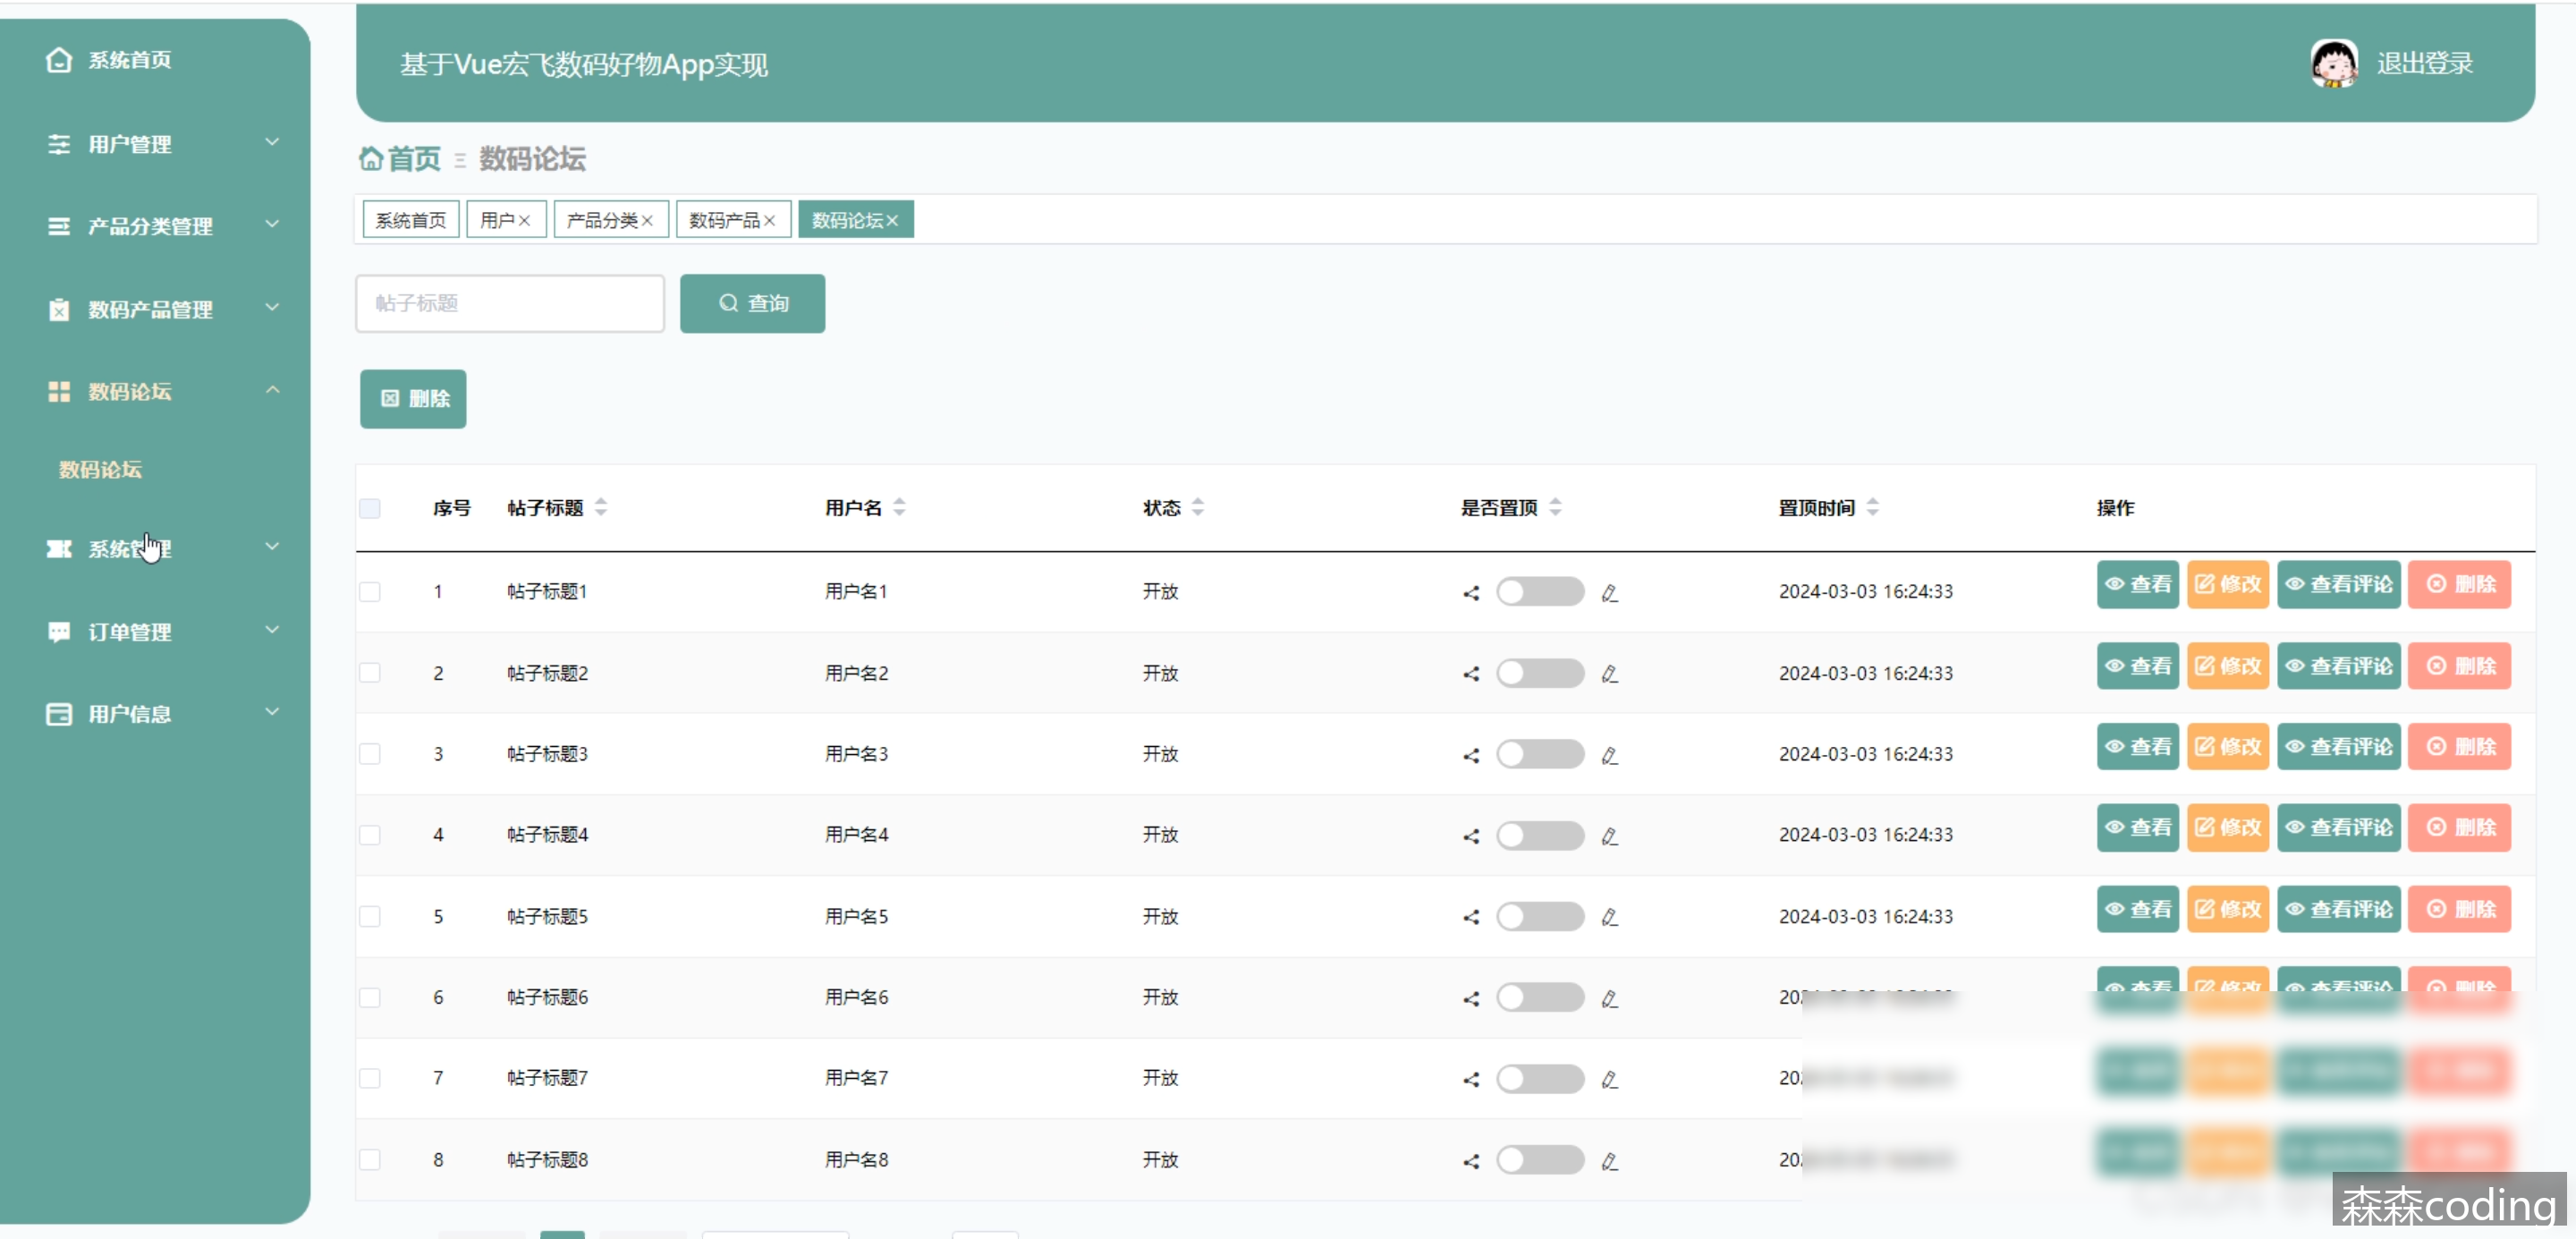 系统首页
用户管理
产品分类管理
数码产品管理
数码论坛
数码论坛
系统管理
订单管理
用户信息
基于Vue宏飞数码好物App实现
退出登录
首页 数码论坛
系统首页 用户 产品分类 数码产品 数码论坛
帖子标题 查询
删除
序号 帖子标题 用户名 状态 是否置顶 置顶时间 操作
1 帖子标题1 用户名1 开放 2024-03-03 16:24:33 查看 修改 查看评论 删除
2 帖子标题2 用户名2 开放 2024-03-03 16:24:33 查看 修改 查看评论 删除
3 帖子标题3 用户名3 开放 2024-03-03 16:24:33 查看 修改 查看评论 删除
4 帖子标题4 用户名4 开放 2024-03-03 16:24:33 查看 修改 查看评论 删除
5 帖子标题5 用户名5 开放 2024-03-03 16:24:33 查看 修改 查看评论 删除
6 帖子标题6 用户名6 开放 查看 修改 查看评论 删除
7 帖子标题7 用户名7 开放
8 帖子标题8 用户名8 开放
森森coding